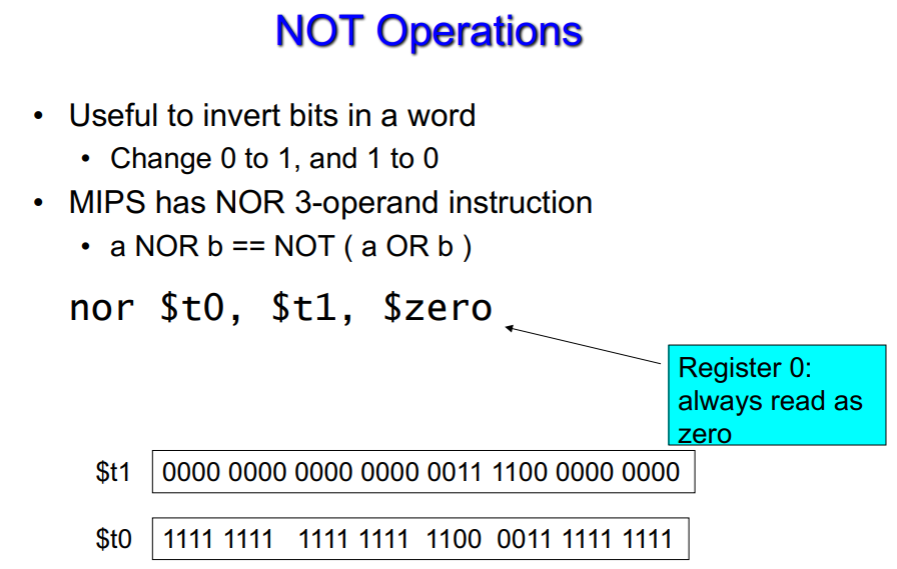 NOT Operations
• Useful to invert bits in a word
• Change 0 to 1, and 1 to 0
• MIPS has NOR 3-operand instruction
• a NOR b == NOT ( a OR b )
nor $t0, $t1, $zero
Register 0:
always read as
zero
$t1 0000 0000 0000 0000 0011 1100 0000 0000
$t0 1111 1111 1111 1111 1100 0011 1111 1111